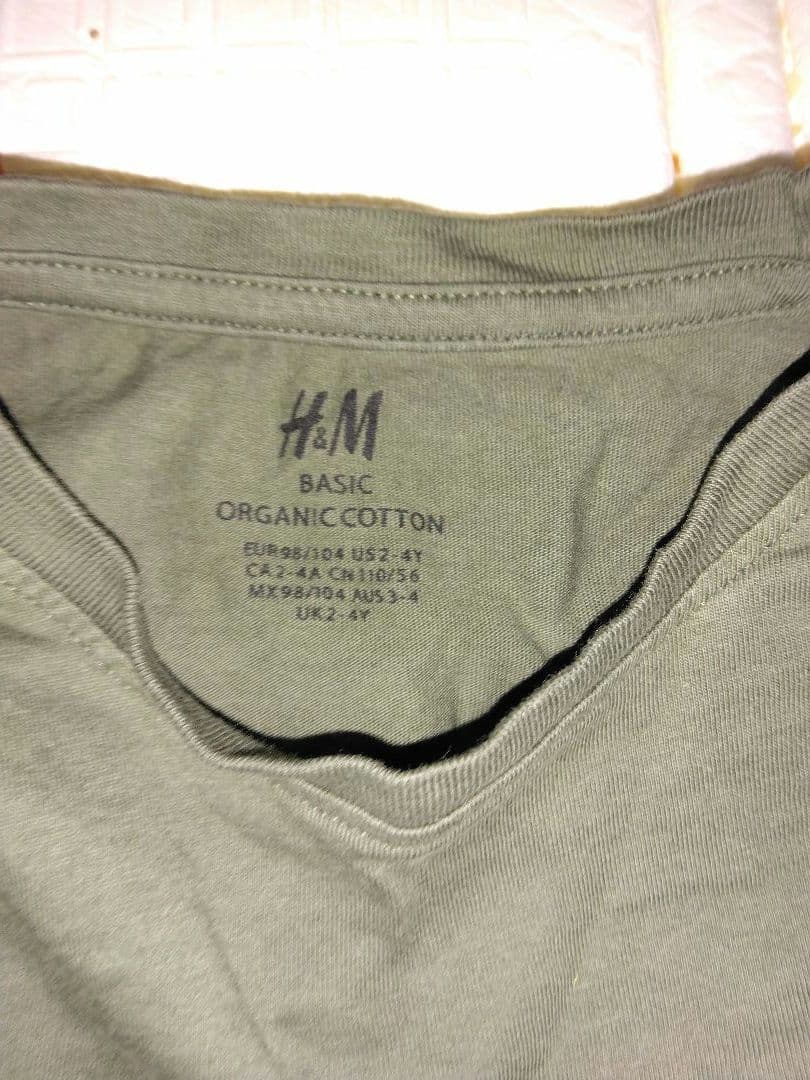 H&M
BASIC
ORGANIC COTTON
EUR98/104 US2-4Y
CA2-4A CN110/56
MX98/104 AUS3-4
UK2-4Y